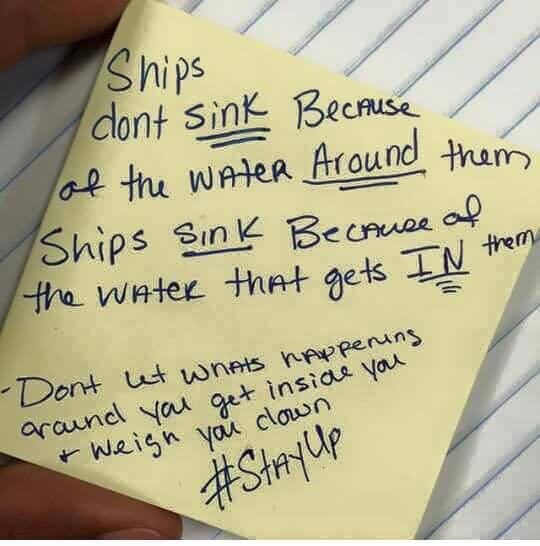 Ships
dont Sink Because
of the WAteR Around them
Ships Sink Because of
the WAteR tHAt gets IN them
- Dont let whats hAppening
around you get inside you
+ weigh you down
#StAyUp